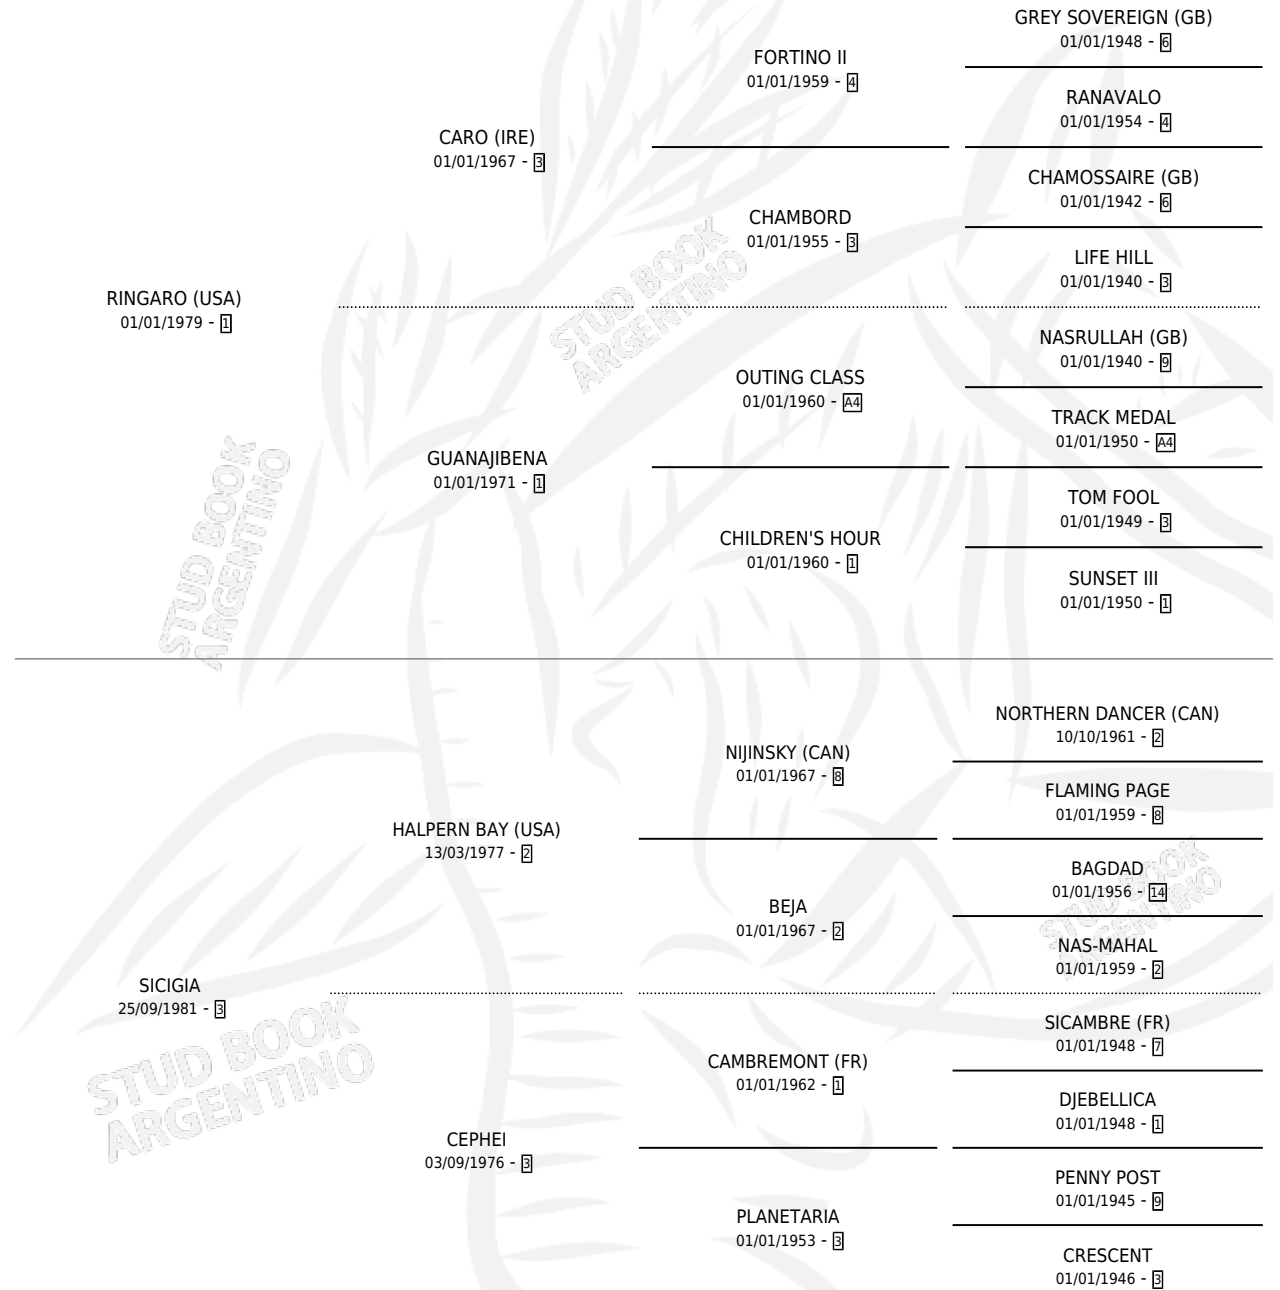 GREY SOVEREIGN (GB)
01/01/1948 - 6
FORTINO II
01/01/1959 - 4
RANAVALO
01/01/1954 - 4
CARO (IRE)
01/01/1967 - 3
CHAMOSSAIRE (GB)
01/01/1942 - 6
CHAMBORD
01/01/1955 - 3
LIFE HILL
01/01/1940 - 3
RINGARO (USA)
01/01/1979 - 1
NASRULLAH (GB)
01/01/1940 - 9
OUTING CLASS
01/01/1960 - A4
TRACK MEDAL
01/01/1950 - A4
GUANAJIBENA
01/01/1971 - 1
TOM FOOL
01/01/1949 - 3
CHILDREN'S HOUR
01/01/1960 - 1
SUNSET III
01/01/1950 - 1
STUD BOOK
ARGENTINO
STUD BOOK
ARGENTINO
NORTHERN DANCER (CAN)
10/10/1961 - 2
NIJINSKY (CAN)
01/01/1967 - 8
FLAMING PAGE
01/01/1959 - 8
HALPERN BAY (USA)
13/03/1977 - 2
BAGDAD
01/01/1956 - 14
BEJA
01/01/1967 - 2
NAS-MAHAL
01/01/1959 - 2
SICIGIA
25/09/1981 - 3
SICAMBRE (FR)
01/01/1948 - 7
CAMBREMONT (FR)
01/01/1962 - 1
DJEBELLICA
01/01/1948 - 1
CEPHEI
03/09/1976 - 3
PENNY POST
01/01/1945 - 9
PLANETARIA
01/01/1953 - 3
CRESCENT
01/01/1946 - 3
STUD BOOK
ARGENTINO
STUD BOOK
ARGENTINO